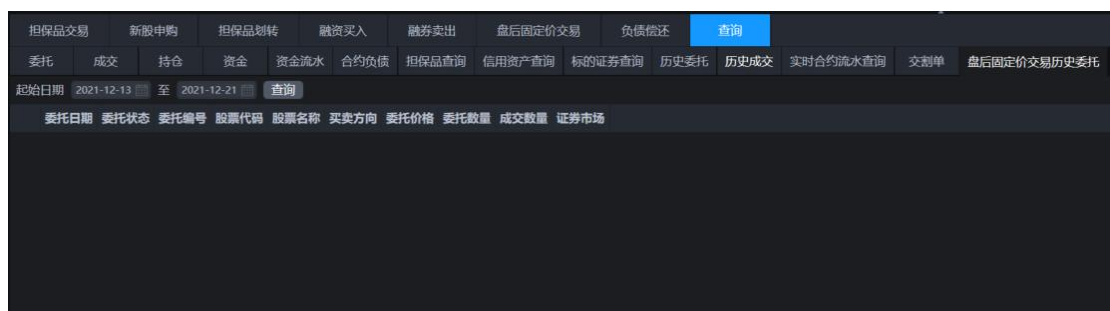 担保品交易 新股申购 担保品划转 融资买入 融券卖出 盘后固定价交易 负债偿还 查询
委托 成交 持仓 资金 资金流水 合约负债 担保品查询 信用资产查询 标的证券查询 历史委托 历史成交 实时合约流水查询 交割单 盘后固定价交易历史委托
起始日期 2021-12-13 至 2021-12-21 查询
委托日期 委托状态 委托编号 股票代码 股票名称 买卖方向 委托价格 委托数量 成交数量 证券市场